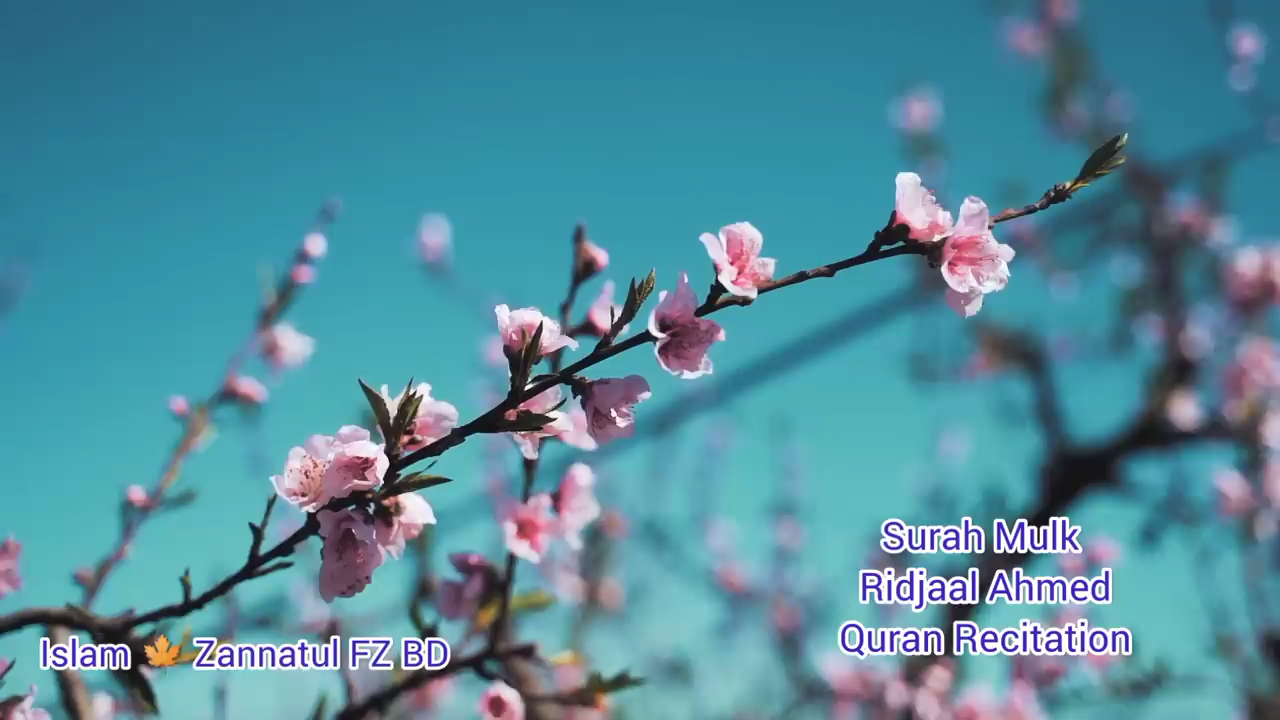 Surah Mulk
Ridjaal Ahmed
Quran Recitation
Islam 🍁 Zannatul FZ BD